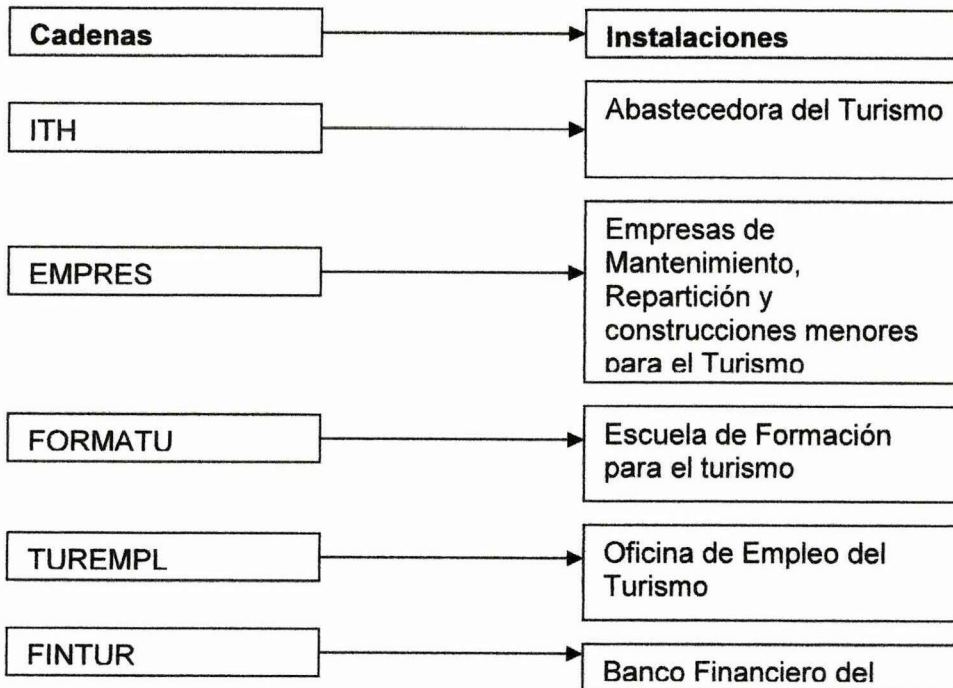 Cadenas
Instalaciones
ITH
Abastecedora del Turismo
EMPRES
Empresas de
Mantenimiento,
Repartición y
construcciones menores
para el Turismo
FORMATU
Escuela de Formación
para el turismo
TUREMPL
Oficina de Empleo del
Turismo
FINTUR
Banco Financiero del